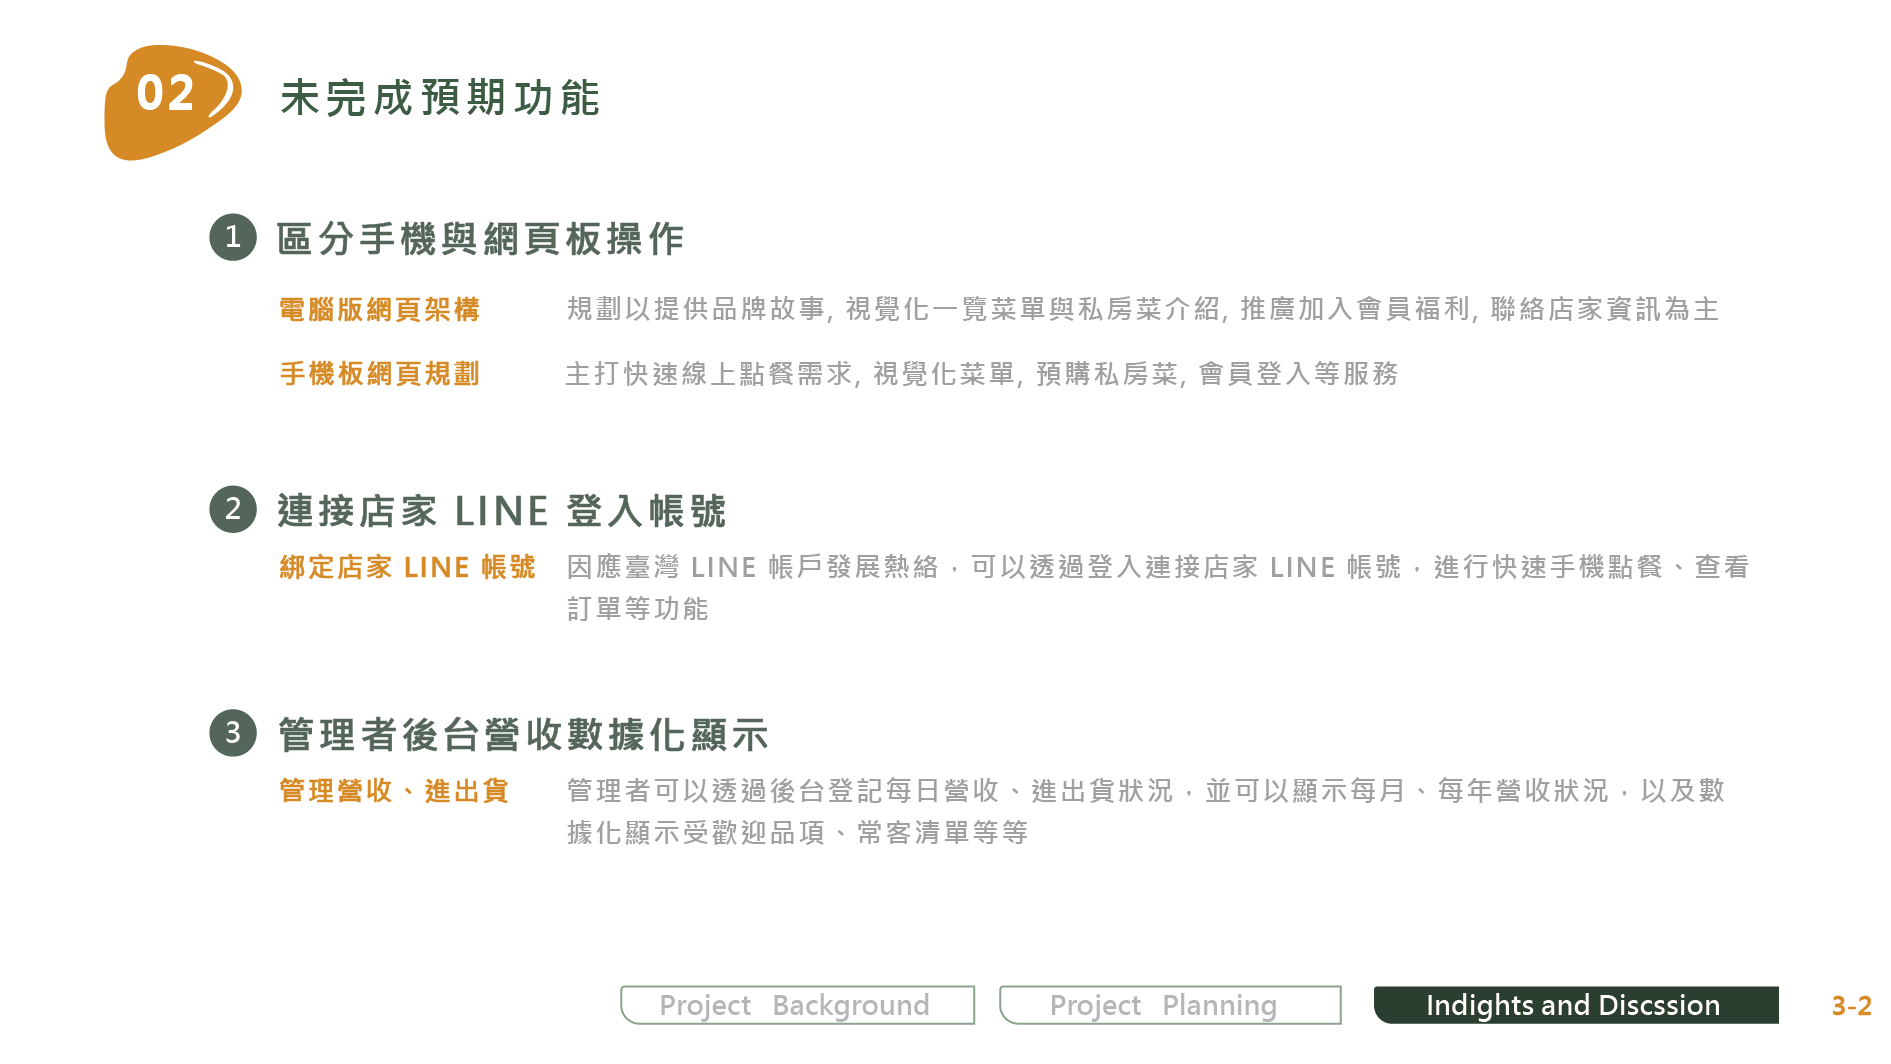 02
未完成預期功能
1 區分手機與網頁板操作
電腦版網頁架構 規劃以提供品牌故事, 視覺化一覽菜單與私房菜介紹, 推廣加入會員福利, 聯絡店家資訊為主
手機板網頁規劃 主打快速線上點餐需求, 視覺化菜單, 預購私房菜, 會員登入等服務
2 連接店家 LINE 登入帳號
綁定店家 LINE 帳號 因應臺灣 LINE 帳戶發展熱絡，可以透過登入連接店家 LINE 帳號，進行快速手機點餐、查看
訂單等功能
3 管理者後台營收數據化顯示
管理營收、進出貨 管理者可以透過後台登記每日營收、進出貨狀況，並可以顯示每月、每年營收狀況，以及數
據化顯示受歡迎品項、常客清單等等
Project Background Project Planning Indights and Discssion 3-2